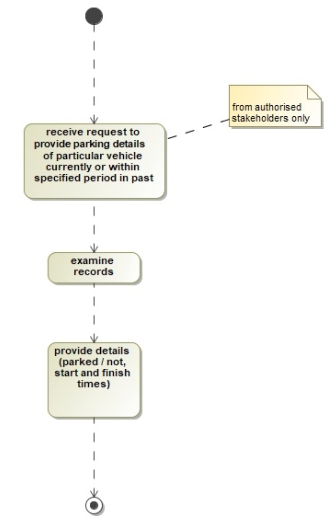 from authorised
stakeholders only
receive request to
provide parking details
of particular vehicle
currently or within
specified period in past
examine
records
provide details
(parked / not,
start and finish
times)